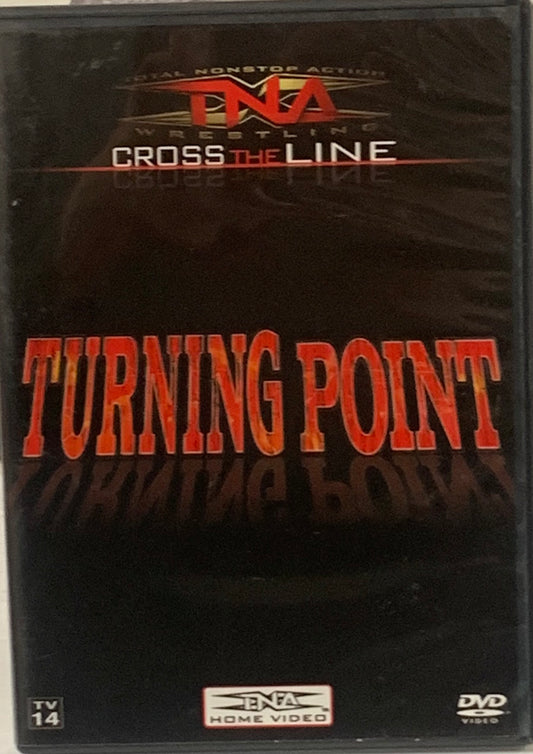 TOTAL NONSTOP ACTION
TNA
WRESTLING
CROSS THE LINE
TURNING POINT
TV
14
TNA
HOME VIDEO
DVD
VIDEO